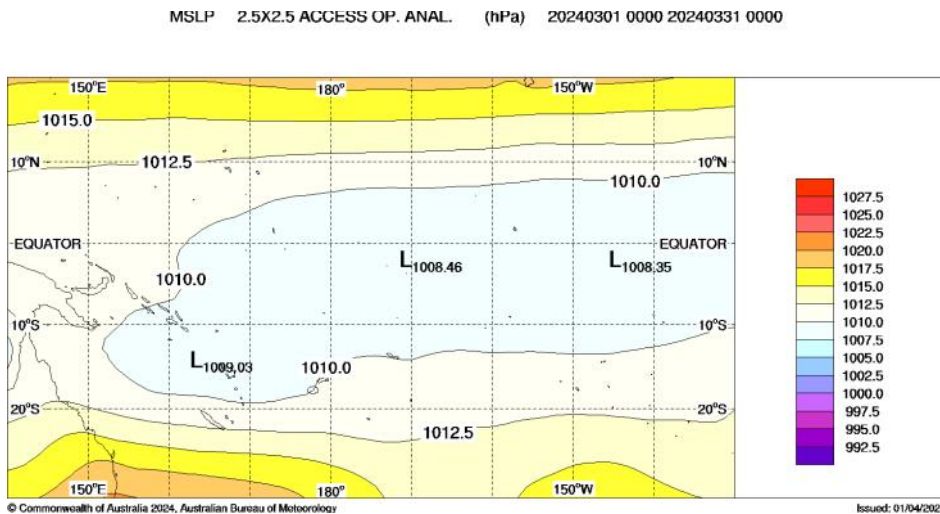 MSLP 2.5X2.5 ACCESS OP. ANAL. (hPa) 20240301 0000 20240331 0000
150°E 180° 150°W
1015.0
10°N 1012.5 10°N
1010.0
EQUATOR EQUATOR
L1008.46 L1008.35
1010.0
10°S 10°S
L1009.03 1010.0
20°S 20°S
1012.5
150°E 180° 150°W
1027.5
1025.0
1022.5
1020.0
1017.5
1015.0
1012.5
1010.0
1007.5
1005.0
1002.5
1000.0
997.5
995.0
992.5
© Commonwealth of Australia 2024, Australian Bureau of Meteorology
Issued: 01/04/202